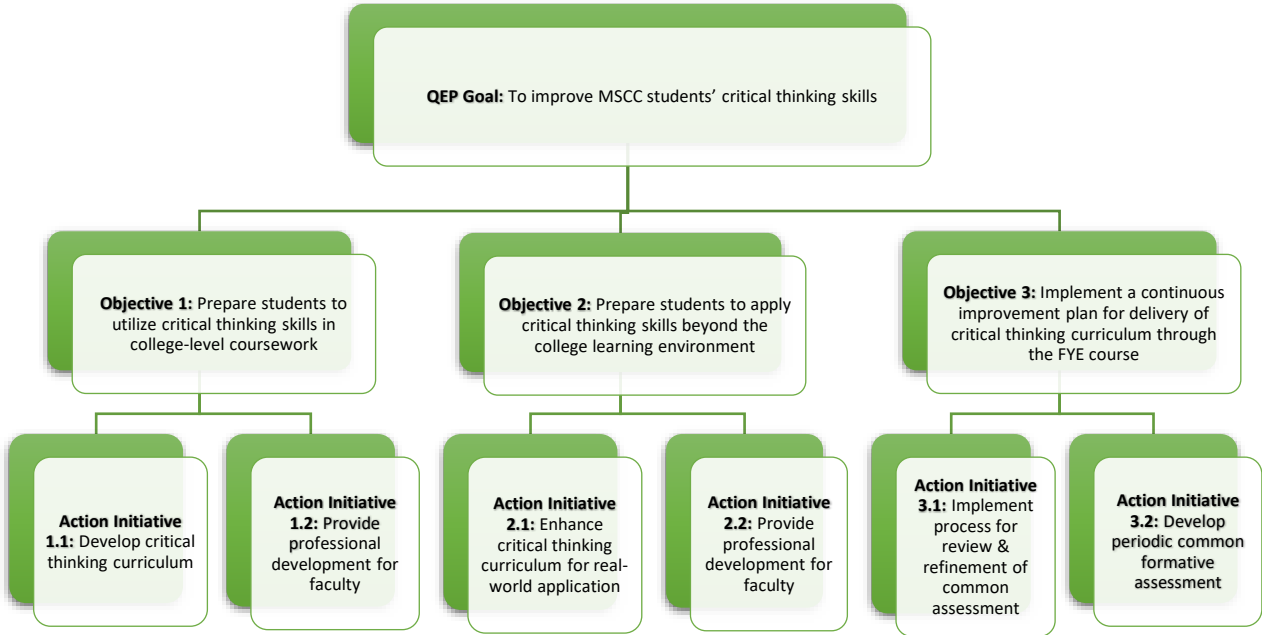 QEP Goal: To improve MSCC students’ critical thinking skills
Objective 1: Prepare students to
utilize critical thinking skills in
college-level coursework
Objective 2: Prepare students to apply
critical thinking skills beyond the
college learning environment
Objective 3: Implement a continuous
improvement plan for delivery of
critical thinking curriculum through
the FYE course
Action Initiative
1.1: Develop critical
thinking curriculum
Action Initiative
1.2: Provide
professional
development for
faculty
Action Initiative
2.1: Enhance
critical thinking
curriculum for real-
world application
Action Initiative
2.2: Provide
professional
development for
faculty
Action Initiative
3.1: Implement
process for
review &
refinement of
common
assessment
Action Initiative
3.2: Develop
periodic common
formative
assessment